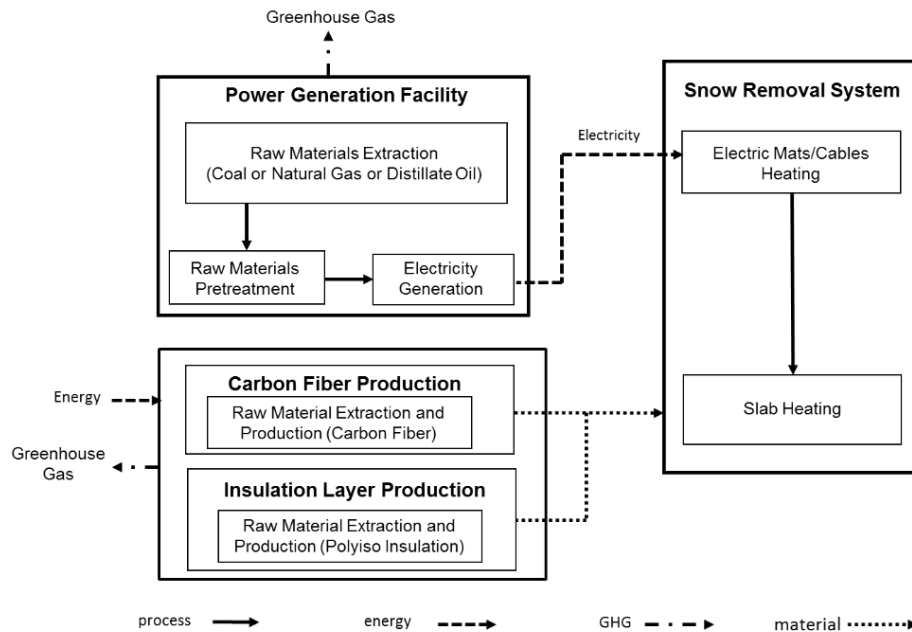 Greenhouse Gas
Power Generation Facility
Raw Materials Extraction
(Coal or Natural Gas or Distillate Oil)
Raw Materials
Pretreatment
Electricity
Generation
Electricity
Snow Removal System
Electric Mats/Cables
Heating
Slab Heating
Energy
Greenhouse
Gas
Carbon Fiber Production
Raw Material Extraction and
Production (Carbon Fiber)
Insulation Layer Production
Raw Material Extraction and
Production (Polyiso Insulation)
process
energy
GHG
material